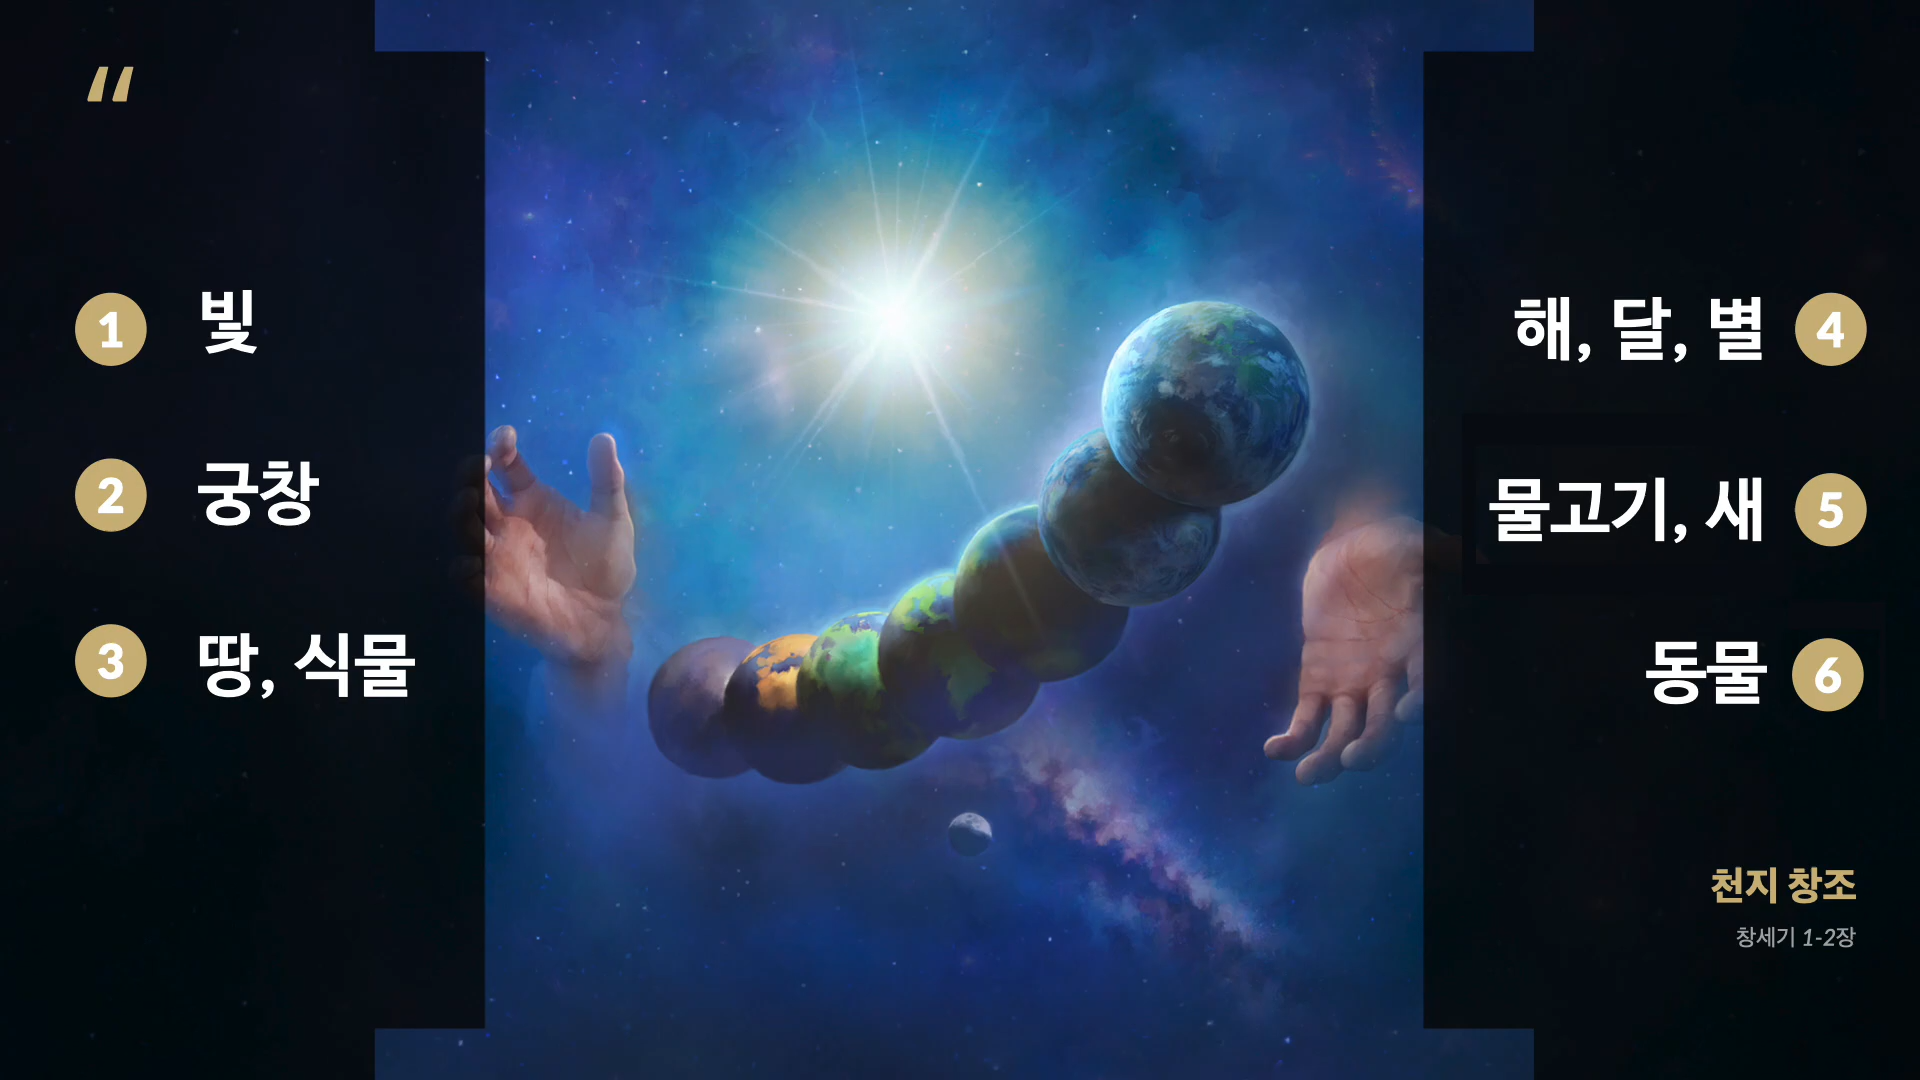 “
1 빛
2 궁창
3 땅, 식물
해, 달, 별 4
물고기, 새 5
동물 6
천지 창조
창세기 1-2장